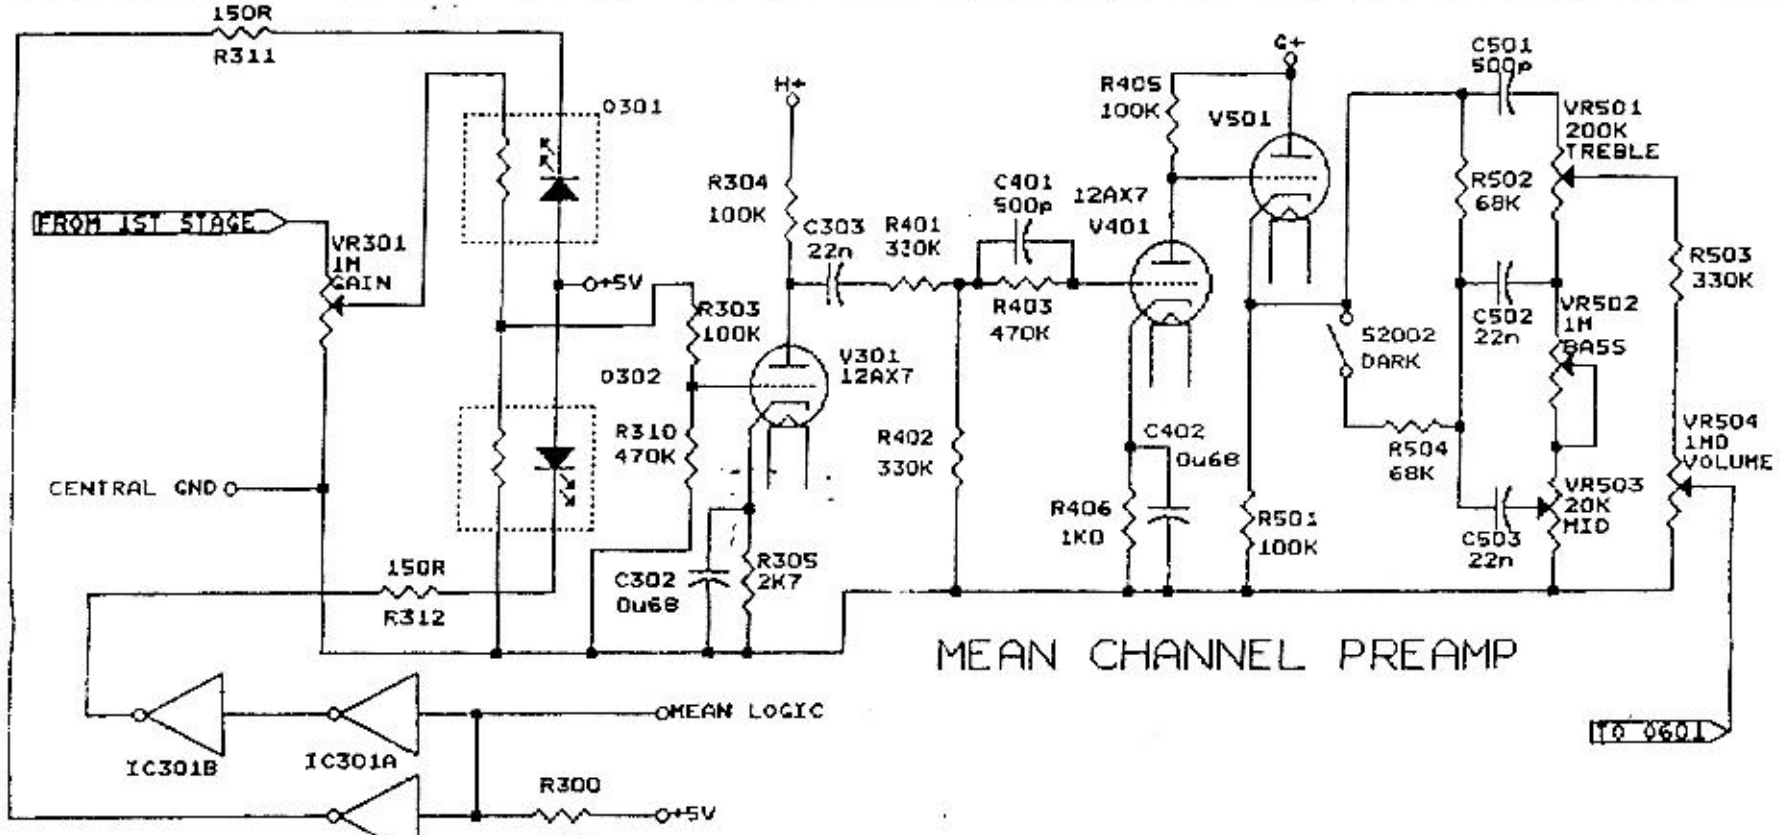 150R
R311
O301
H+
G+
C501
500p
R405
100K
V501
VR501
200K
TREBLE
FROM 1ST STAGE
VR301
1M
GAIN
R304
100K
C303
22n
R401
330K
C401
500p
12AX7
V401
R502
68K
R503
330K
+5V
R303
100K
R403
470K
C502
22n
VR502
1M
BASS
S2002
DARK
O302
V301
12AX7
R310
470K
R402
330K
C402
0u68
R504
68K
VR504
1M0
VOLUME
CENTRAL GND
VR503
20K
MID
R406
1K0
R501
100K
C503
22n
150R
R312
C302
0u68
R305
2K7
MEAN CHANNEL PREAMP
MEAN LOGIC
IC301B
IC301A
R300
+5V
TO O601